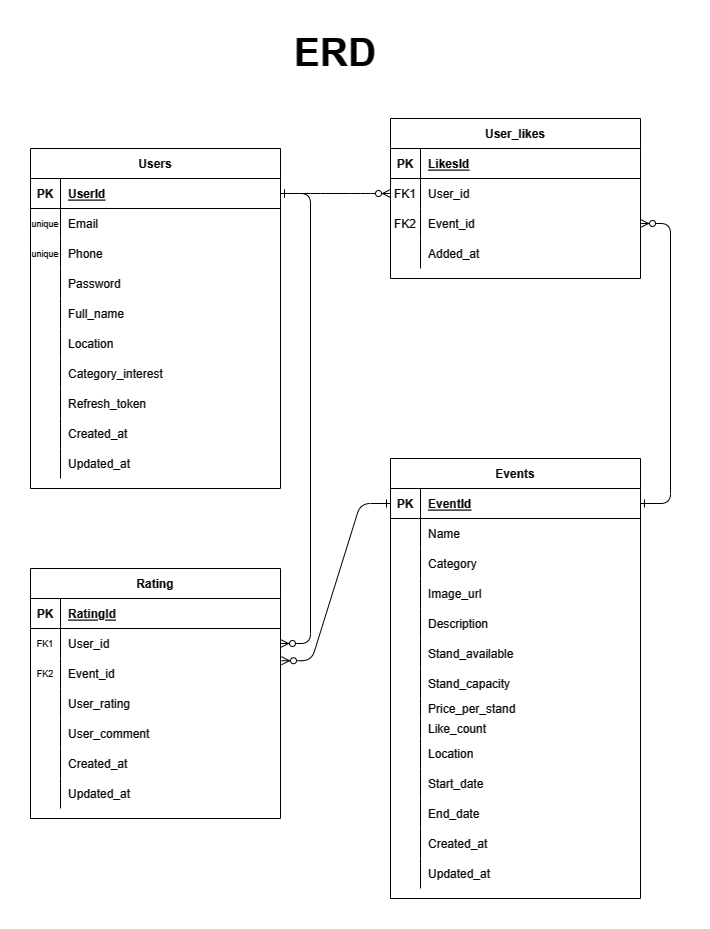 ERD
Users
PK UserId
unique Email
unique Phone
Password
Full_name
Location
Category_interest
Refresh_token
Created_at
Updated_at
User_likes
PK LikesId
FK1 User_id
FK2 Event_id
Added_at
Rating
PK RatingId
FK1 User_id
FK2 Event_id
User_rating
User_comment
Created_at
Updated_at
Events
PK EventId
Name
Category
Image_url
Description
Stand_available
Stand_capacity
Price_per_stand
Like_count
Location
Start_date
End_date
Created_at
Updated_at